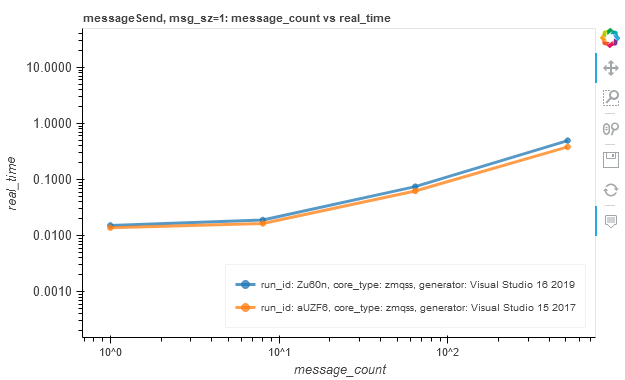 messageSend, msg_sz=1: message_count vs real_time
10.0000
1.0000
0.1000
0.0100
0.0010
real_time
run_id: Zu60n, core_type: zmqss, generator: Visual Studio 16 2019
run_id: aUZF6, core_type: zmqss, generator: Visual Studio 15 2017
10^0
10^1
10^2
message_count